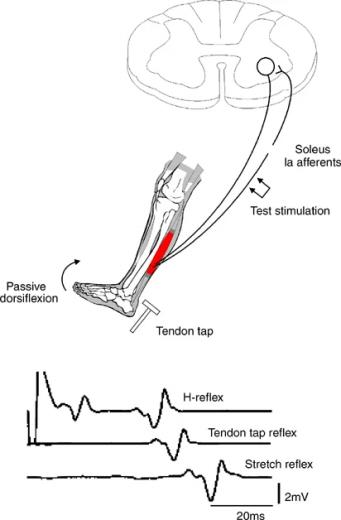 Soleus
Ia afferents
Test stimulation
Passive
dorsiflexion
Tendon tap
H-reflex
Tendon tap reflex
Stretch reflex
2mV
20ms